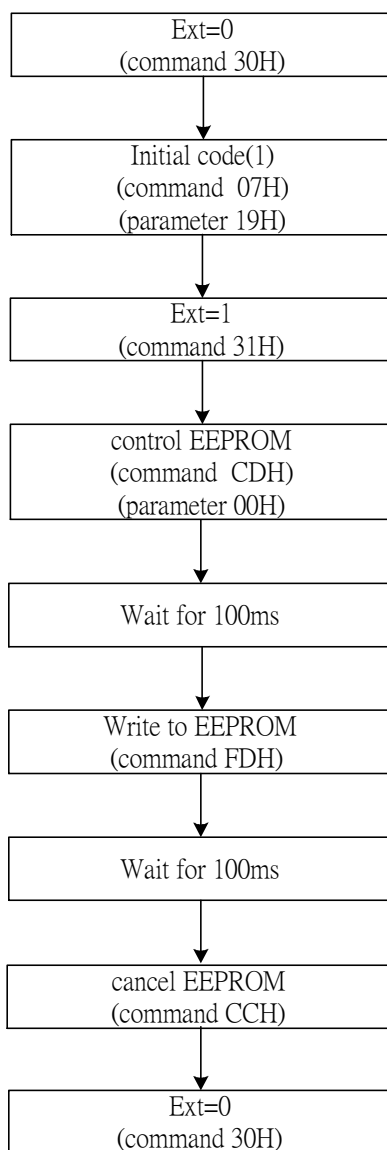 Ext=0
(command 30H)
Initial code(1)
(command 07H)
(parameter 19H)
Ext=1
(command 31H)
control EEPROM
(command CDH)
(parameter 00H)
Wait for 100ms
Write to EEPROM
(command FDH)
Wait for 100ms
cancel EEPROM
(command CCH)
Ext=0
(command 30H)